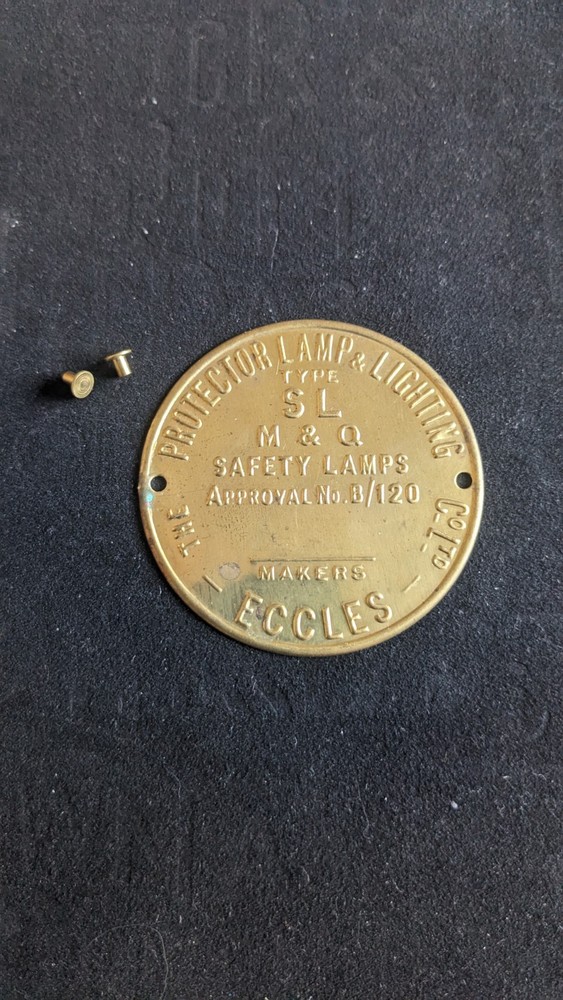 THE PROTECTOR LAMP & LIGHTING Co LTD
TYPE
SL
M & Q
SAFETY LAMPS
APPROVAL No. B/120
MAKERS
— ECCLES —